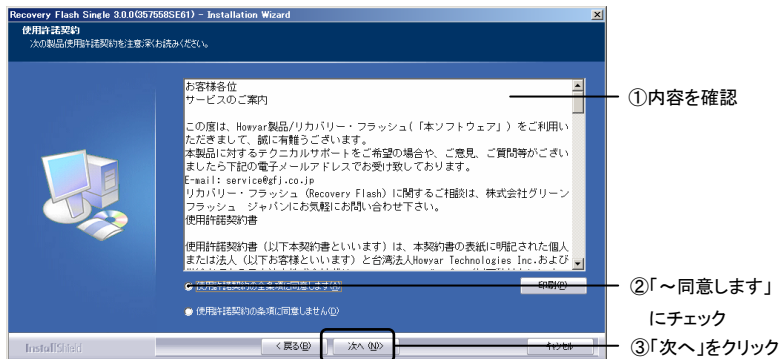 Recovery Flash Single 3.0.0(357558SE61) - Installation Wizard
使用許諾契約
次の製品使用許諾契約を注意深くお読みください。
お客様各位
サービスのご案内
この度は、Howyar製品/リカバリー・フラッシュ(「本ソフトウェア」)をご利用い
ただきまして、誠に有難うございます。
本製品に対するテクニカルサポートをご希望の場合や、ご意見、ご質問等がござい
ましたら下記の電子メールアドレスでお受け致しております。
E-mail: service@gfj.co.jp
リカバリー・フラッシュ(Recovery Flash)に関するご相談は、株式会社グリーン
フラッシュ ジャパンにお気軽にお問い合わせ下さい。
使用許諾契約書
使用許諾契約書(以下本契約書といいます)は、本契約書の表紙に明記された個人
または法人(以下お客様といいます)と台湾法人Howyar Technologies Inc.および
使用許諾契約の全条項に同意します(A)
印刷(P)
使用許諾契約の条項に同意しません(D)
InstallShield
< 戻る(B)
次へ (N)>
キャンセル
①内容を確認
②「～同意します」
にチェック
③「次へ」をクリック